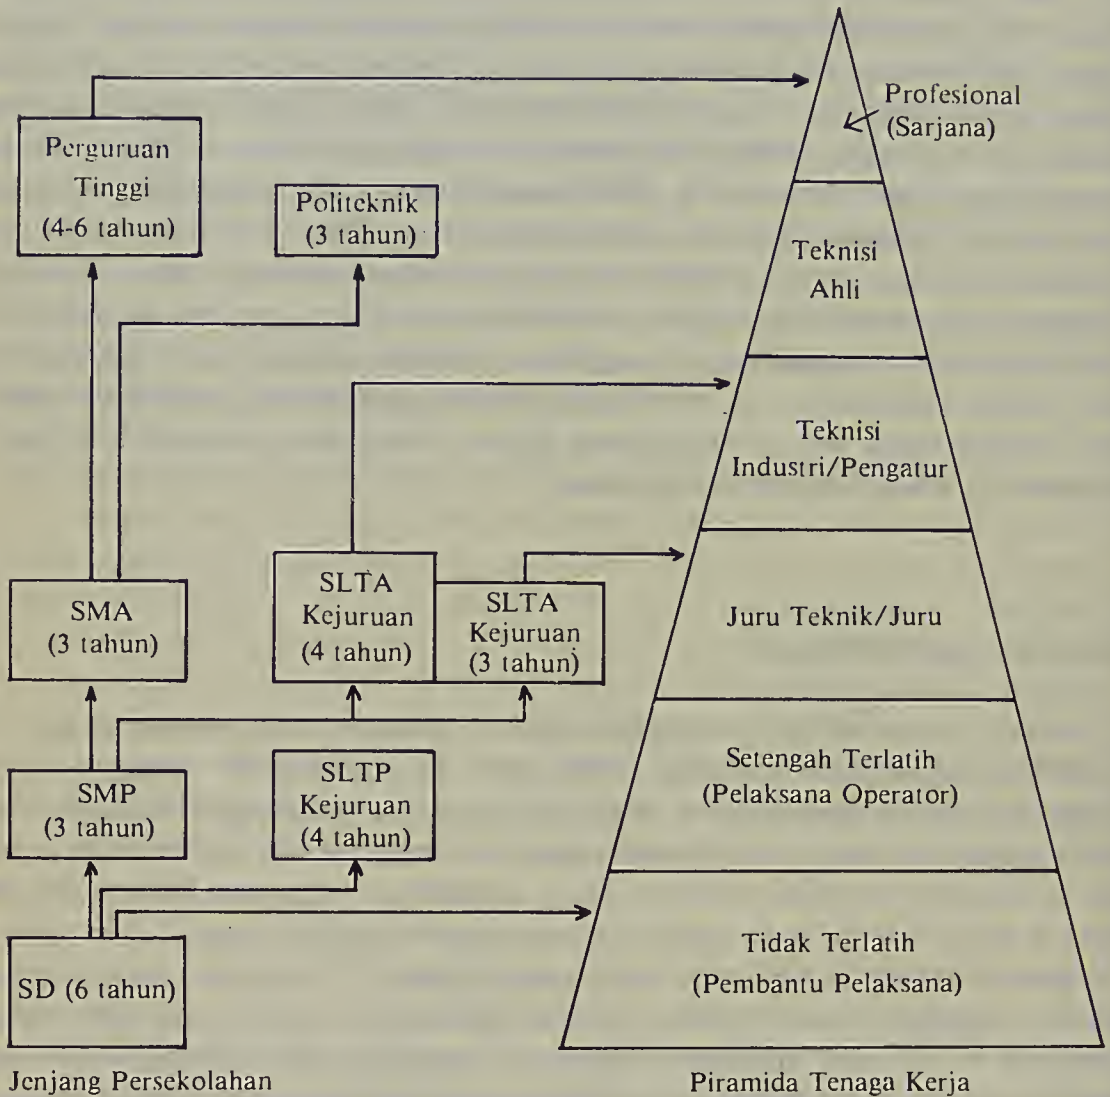 Perguruan
Tinggi
(4-6 tahun)
Politeknik
(3 tahun)
SMA
(3 tahun)
SLTA
Kejuruan
(4 tahun)
SLTA
Kejuruan
(3 tahun)
SMP
(3 tahun)
SLTP
Kejuruan
(4 tahun)
SD (6 tahun)
Jenjang Persekolahan
Profesional
(Sarjana)
Teknisi
Ahli
Teknisi
Industri/Pengatur
Juru Teknik/Juru
Setengah Terlatih
(Pelaksana Operator)
Tidak Terlatih
(Pembantu Pelaksana)
Piramida Tenaga Kerja